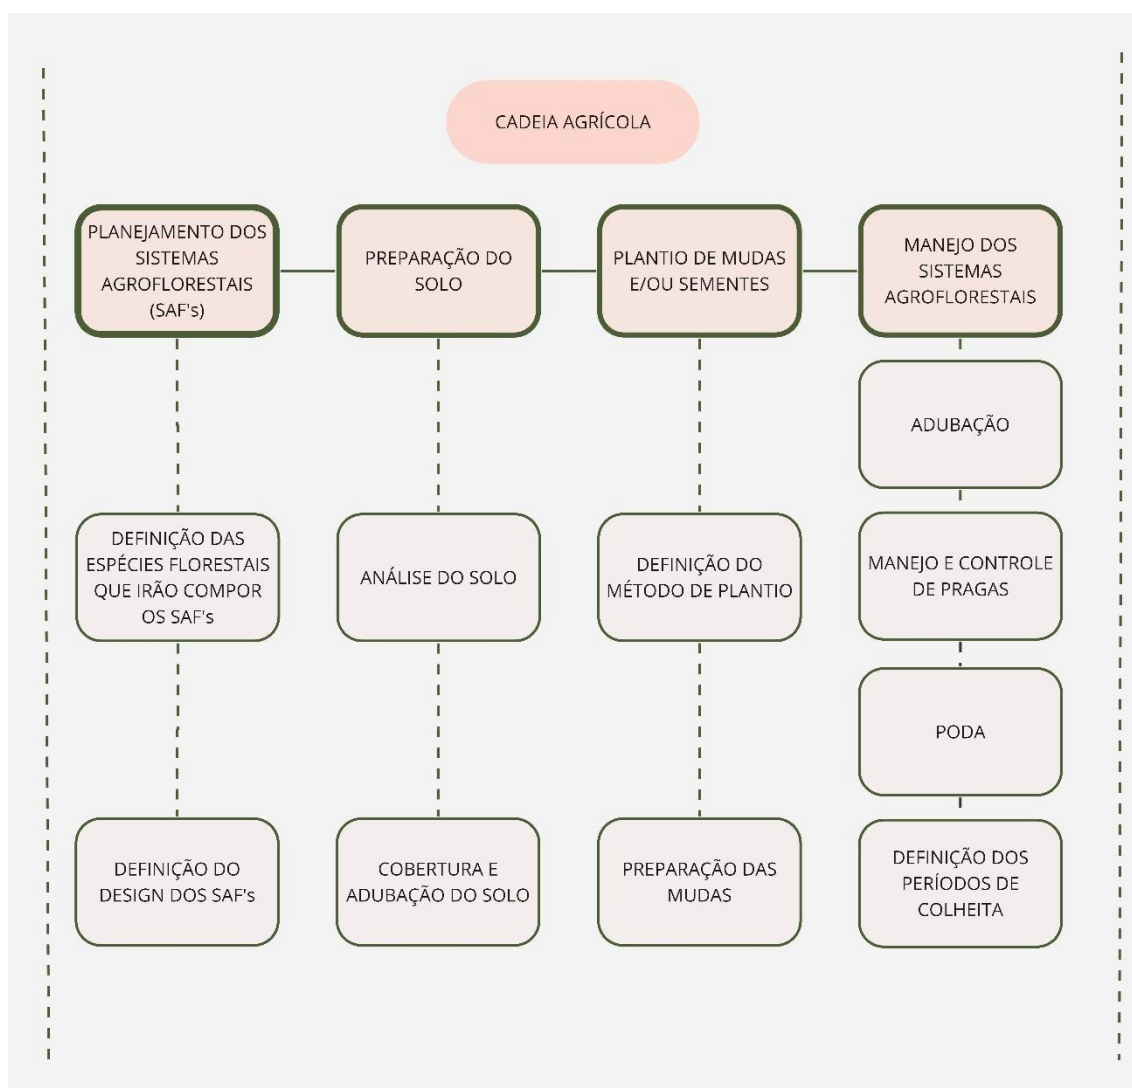 CADEIA AGRÍCOLA
PLANEJAMENTO DOS
SISTEMAS
AGROFLORESTAIS
(SAF's)
PREPARAÇÃO DO
SOLO
PLANTIO DE MUDAS
E/OU SEMENTES
MANEJO DOS
SISTEMAS
AGROFLORESTAIS
ADUBAÇÃO
DEFINIÇÃO DAS
ESPÉCIES FLORESTAIS
QUE IRÃO COMPOR
OS SAF's
ANÁLISE DO SOLO
DEFINIÇÃO DO
MÉTODO DE PLANTIO
MANEJO E CONTROLE
DE PRAGAS
PODA
DEFINIÇÃO DO
DESIGN DOS SAF's
COBERTURA E
ADUBAÇÃO DO SOLO
PREPARAÇÃO DAS
MUDAS
DEFINIÇÃO DOS
PERÍODOS DE
COLHEITA